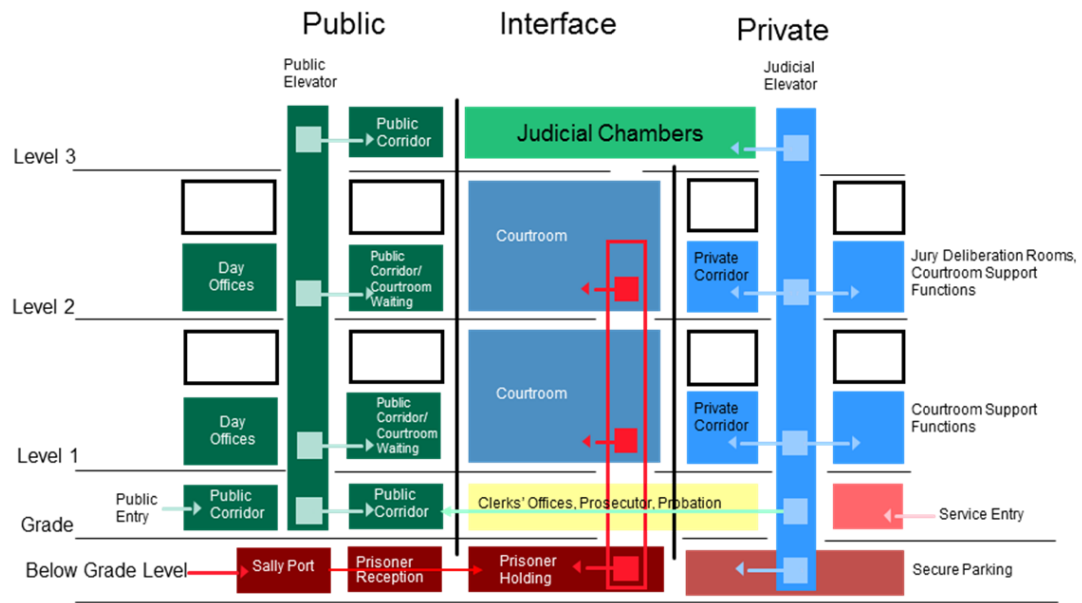 Public
Interface
Private
Public
Elevator
Judicial
Elevator
Public
Corridor
Judicial Chambers
Level 3
Courtroom
Day
Offices
Public
Corridor/
Courtroom
Waiting
Private
Corridor
Jury Deliberation Rooms,
Courtroom Support
Functions
Level 2
Courtroom
Day
Offices
Public
Corridor/
Courtroom
Waiting
Private
Corridor
Courtroom Support
Functions
Level 1
Public
Entry
Public
Corridor
Public
Corridor
Clerks' Offices, Prosecutor, Probation
Service Entry
Grade
Below Grade Level
Sally Port
Prisoner
Reception
Prisoner
Holding
Secure Parking